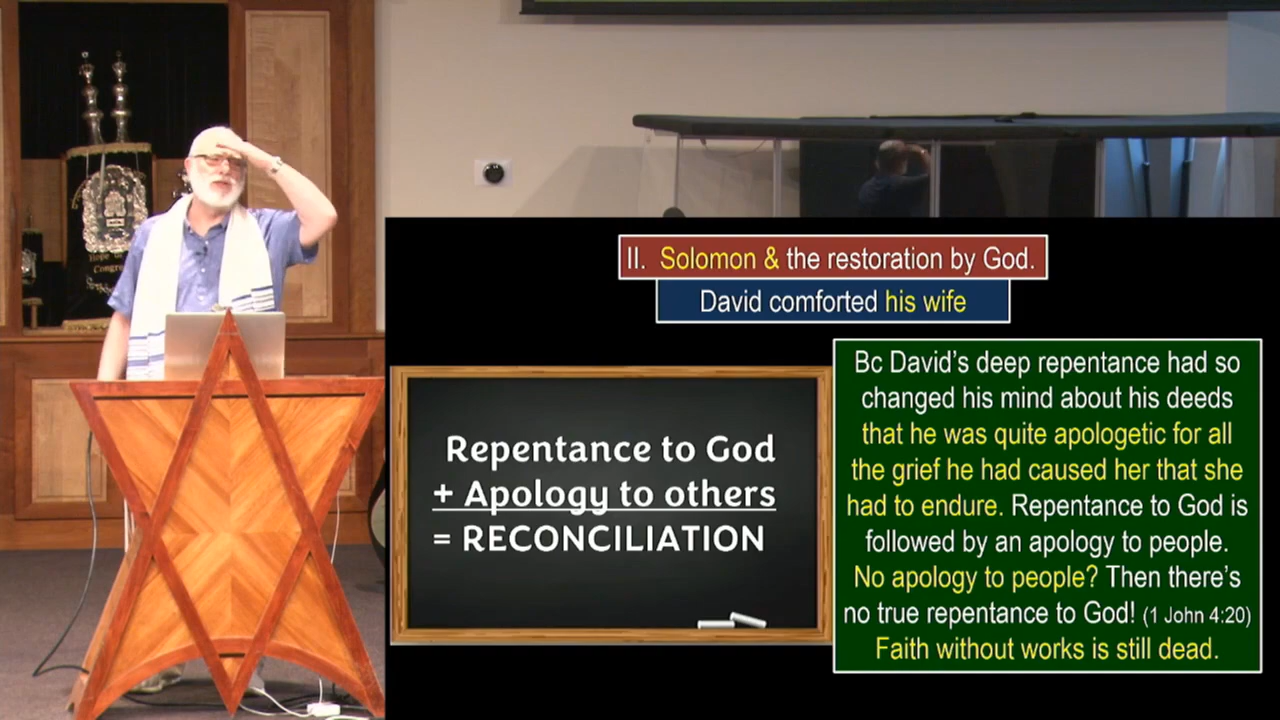 Hope of
Congre
II. Solomon & the restoration by God.
David comforted his wife
Repentance to God
+ Apology to others
= RECONCILIATION
Bc David's deep repentance had so
changed his mind about his deeds
that he was quite apologetic for all
the grief he had caused her that she
had to endure. Repentance to God is
followed by an apology to people.
No apology to people? Then there's
no true repentance to God! (1 John 4:20)
Faith without works is still dead.